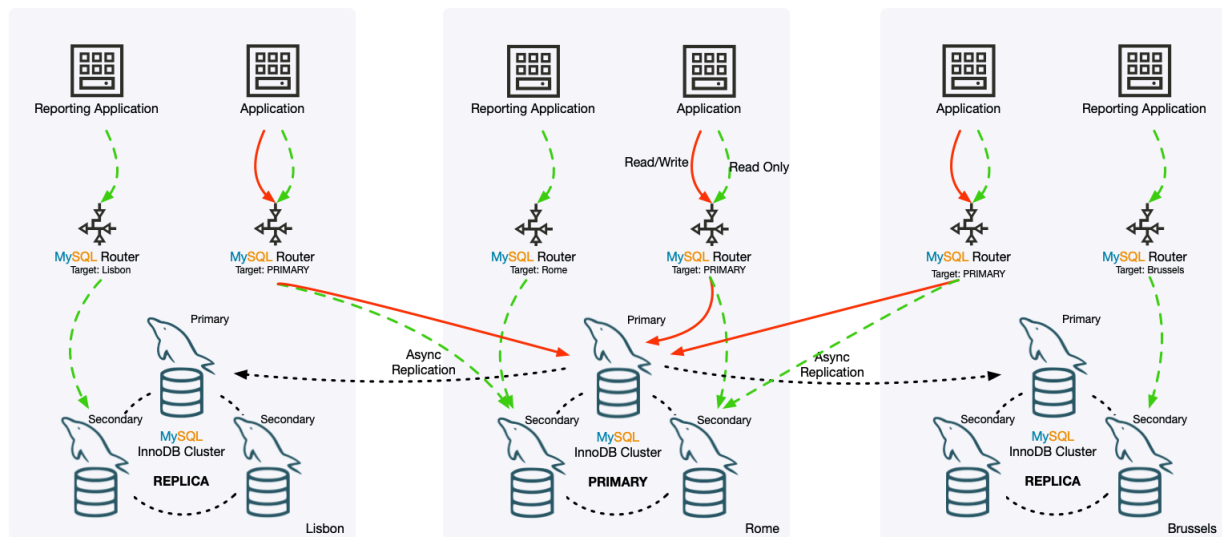 Reporting Application
Application
Reporting Application
Application
Application
Reporting Application
Read/Write
Read Only
MySQL Router
Target: Lisbon
MySQL Router
Target: PRIMARY
MySQL Router
Target: Rome
MySQL Router
Target: PRIMARY
MySQL Router
Target: PRIMARY
MySQL Router
Target: Brussels
Primary
Async
Replication
Primary
Async
Replication
Primary
Secondary
Secondary
MySQL
InnoDB Cluster
REPLICA
Lisbon
Secondary
Secondary
MySQL
InnoDB Cluster
PRIMARY
Rome
Secondary
Secondary
MySQL
InnoDB Cluster
REPLICA
Brussels